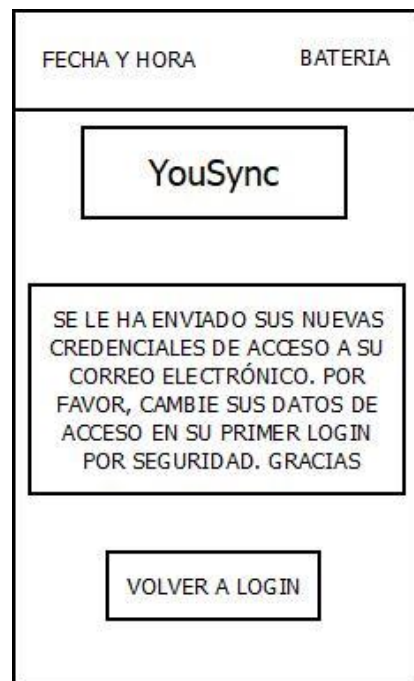 FECHA Y HORA BATERIA
YouSync
SE LE HA ENVIADO SUS NUEVAS
CREDENCIALES DE ACCESO A SU
CORREO ELECTRÓNICO. POR
FAVOR, CAMBIE SUS DATOS DE
ACCESO EN SU PRIMER LOGIN
POR SEGURIDAD. GRACIAS
VOLVER A LOGIN